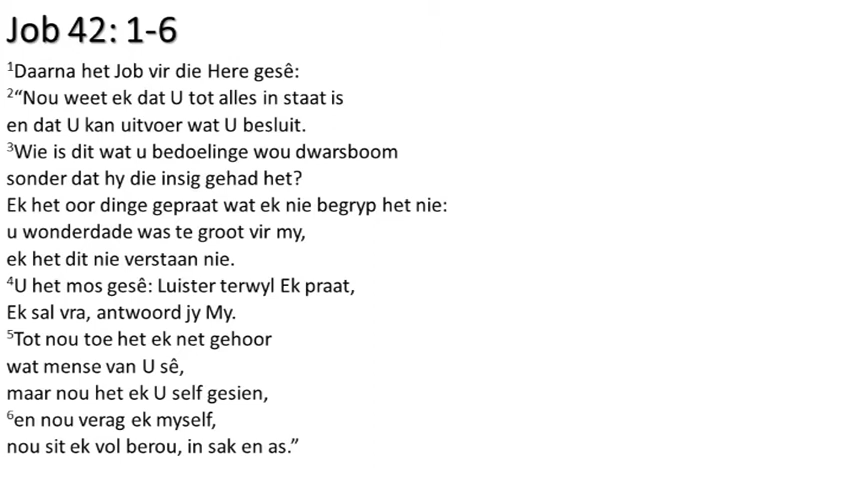 Job 42: 1-6
¹Daarna het Job vir die Here gesê:
²“Nou weet ek dat U tot alles in staat is
en dat U kan uitvoer wat U besluit.
³Wie is dit wat u bedoelinge wou dwarsboom
sonder dat hy die insig gehad het?
Ek het oor dinge gepraat wat ek nie begryp het nie:
u wonderdade was te groot vir my,
ek het dit nie verstaan nie.
⁴U het mos gesê: Luister terwyl Ek praat,
Ek sal vra, antwoord jy My.
⁵Tot nou toe het ek net gehoor
wat mense van U sê,
maar nou het ek U self gesien,
⁶en nou verag ek myself,
nou sit ek vol berou, in sak en as.”